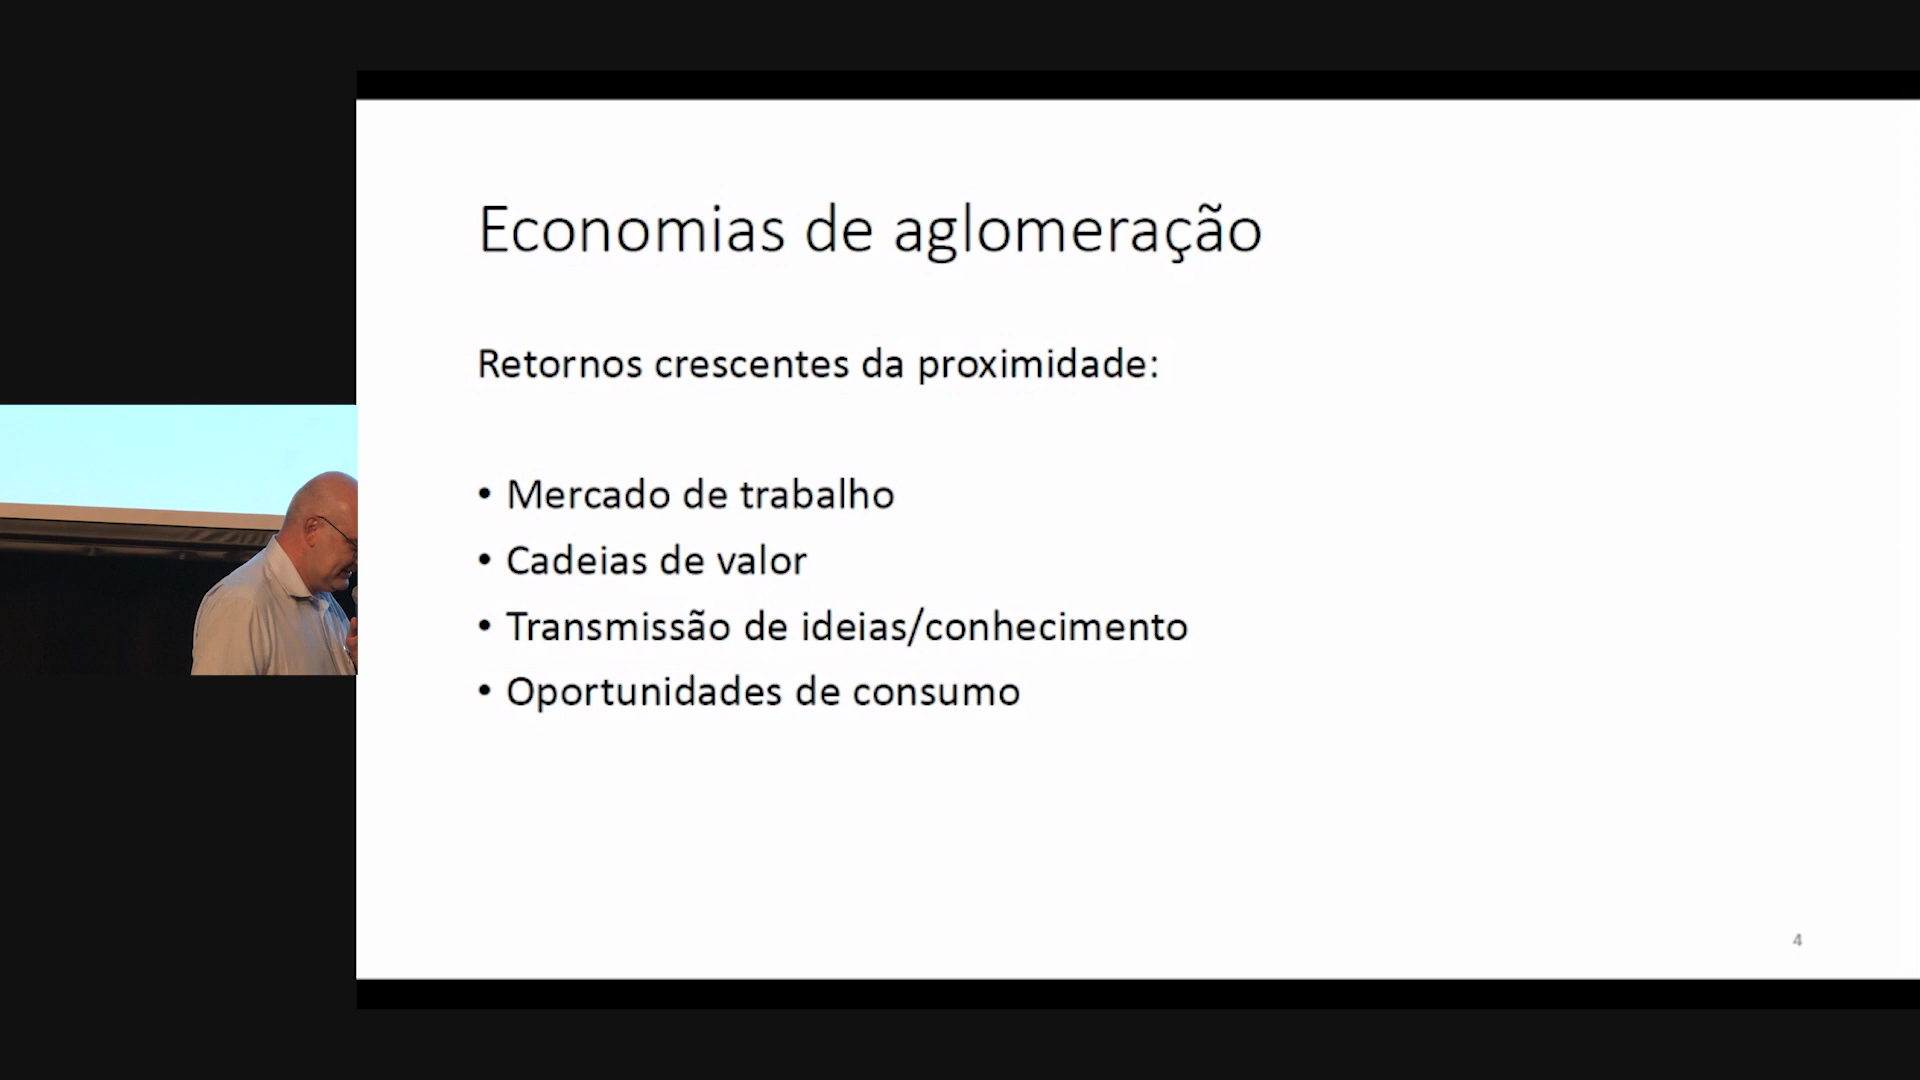 Economias de aglomeração
Retornos crescentes da proximidade:
• Mercado de trabalho
• Cadeias de valor
• Transmissão de ideias/conhecimento
• Oportunidades de consumo
4